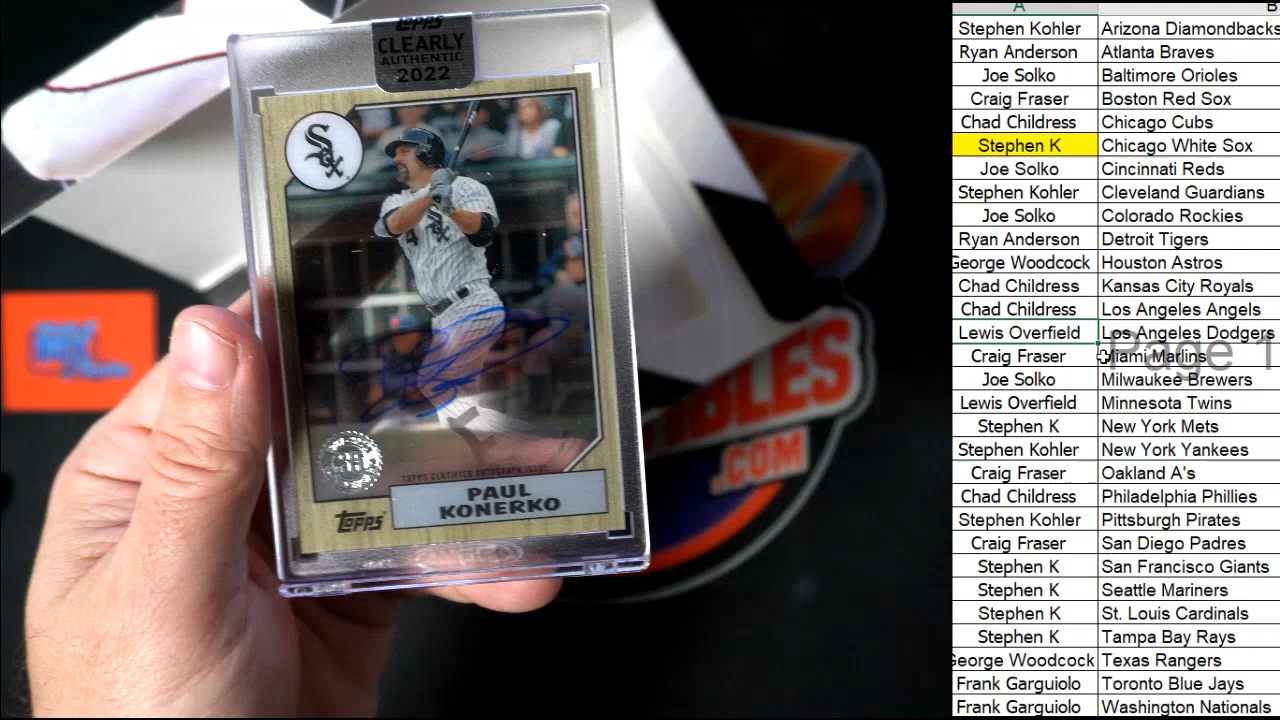 Topps
CLEARLY
AUTHENTIC
2022
Sox
4
TOPPS CERTIFIED AUTOGRAPH ISSUE
PAUL
KONERKO
Topps
.COM
A B
Stephen Kohler Arizona Diamondbacks
Ryan Anderson Atlanta Braves
Joe Solko Baltimore Orioles
Craig Fraser Boston Red Sox
Chad Childress Chicago Cubs
Stephen K Chicago White Sox
Joe Solko Cincinnati Reds
Stephen Kohler Cleveland Guardians
Joe Solko Colorado Rockies
Ryan Anderson Detroit Tigers
George Woodcock Houston Astros
Chad Childress Kansas City Royals
Chad Childress Los Angeles Angels
Lewis Overfield Los Angeles Dodgers
Craig Fraser Miami Marlins
Page 1
Joe Solko Milwaukee Brewers
Lewis Overfield Minnesota Twins
Stephen K New York Mets
Stephen Kohler New York Yankees
Craig Fraser Oakland A's
Chad Childress Philadelphia Phillies
Stephen Kohler Pittsburgh Pirates
Craig Fraser San Diego Padres
Stephen K San Francisco Giants
Stephen K Seattle Mariners
Stephen K St. Louis Cardinals
Stephen K Tampa Bay Rays
George Woodcock Texas Rangers
Frank Garguiolo Toronto Blue Jays
Frank Garguiolo Washington Nationals